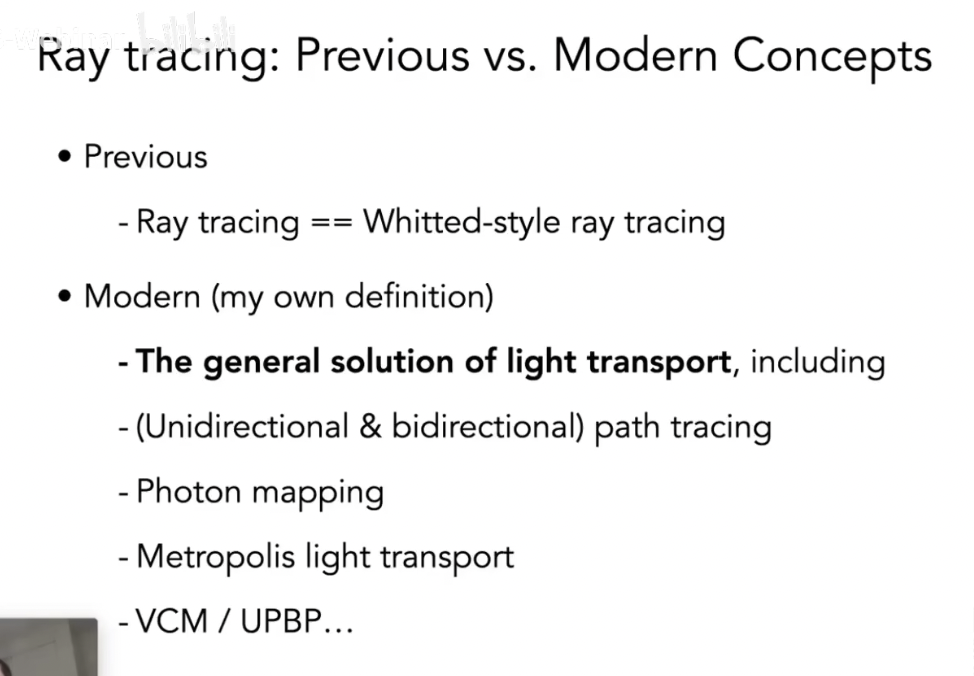 Ray tracing: Previous vs. Modern Concepts
• Previous
- Ray tracing == Whitted-style ray tracing
• Modern (my own definition)
- The general solution of light transport, including
- (Unidirectional & bidirectional) path tracing
- Photon mapping
- Metropolis light transport
- VCM / UPBP…